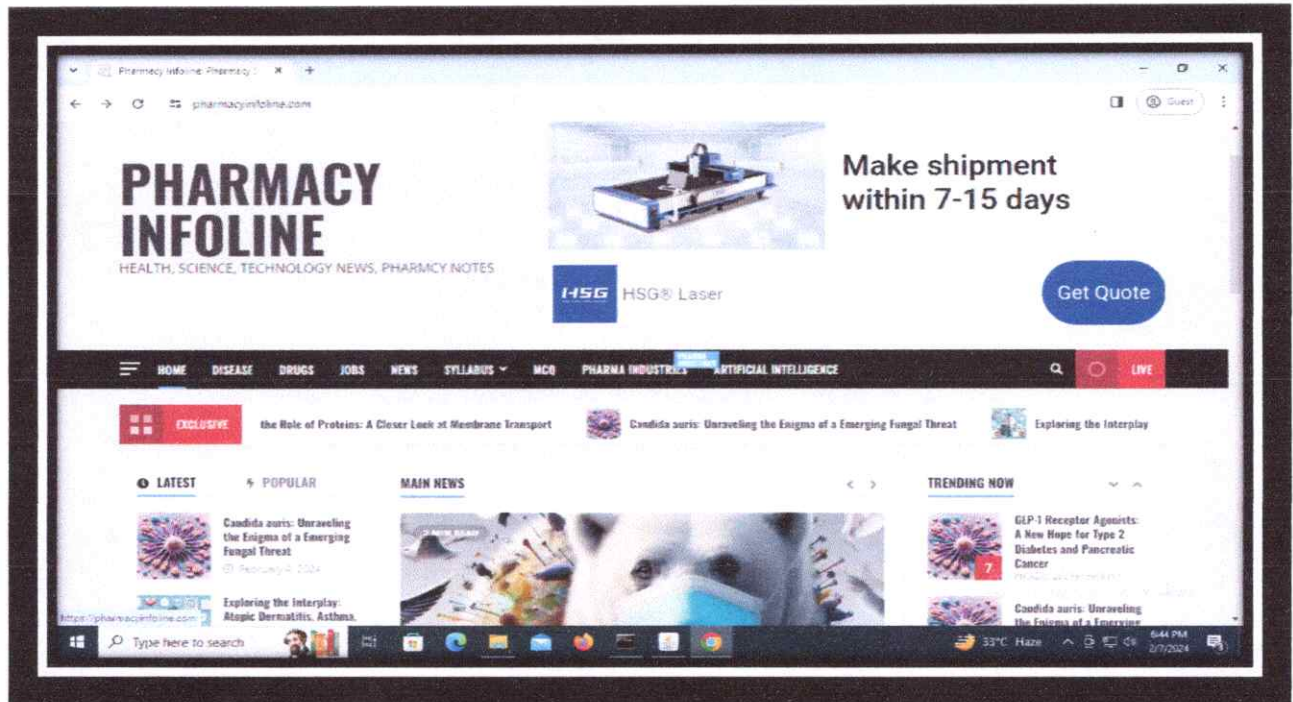 Pharmacy Infoline: Pharmacy
pharmacyinfoline.com
Guest
PHARMACY
INFOLINE
HEALTH, SCIENCE, TECHNOLOGY NEWS, PHARMCY NOTES
Make shipment
within 7-15 days
HSG
HSG® Laser
Get Quote
HOME DISEASE DRUGS JOBS NEWS SYLLABUS MCQ PHARMA INDUSTRIES ARTIFICIAL INTELLIGENCE LIVE
EXCLUSIVE
the Role of Proteins: A Closer Look at Membrane Transport
Candida auris: Unraveling the Enigma of a Emerging Fungal Threat
Exploring the Interplay
LATEST
POPULAR
Candida auris: Unraveling
the Enigma of a Emerging
Fungal Threat
February 4, 2024
Exploring the Interplay:
Atopic Dermatitis, Asthma,
MAIN NEWS
TRENDING NOW
GLP-1 Receptor Agonists:
A New Hope for Type 2
Diabetes and Pancreatic
Cancer
7
Candida auris: Unraveling
the Enigma of a Emerging
https://pharmacyinfoline.com
Type here to search
33°C Haze
6:44 PM
2/7/2024